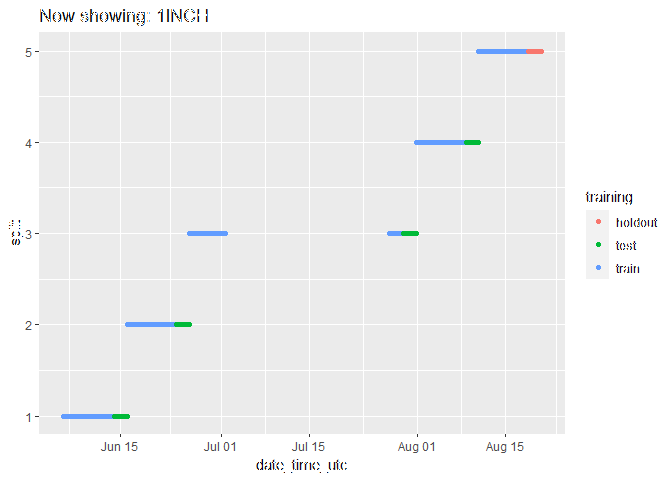 Now showing: 1INCH
5
4
3
2
1
split
Jun 15
Jul 01
Jul 15
Aug 01
Aug 15
date_time_utc
training
holdout
test
train